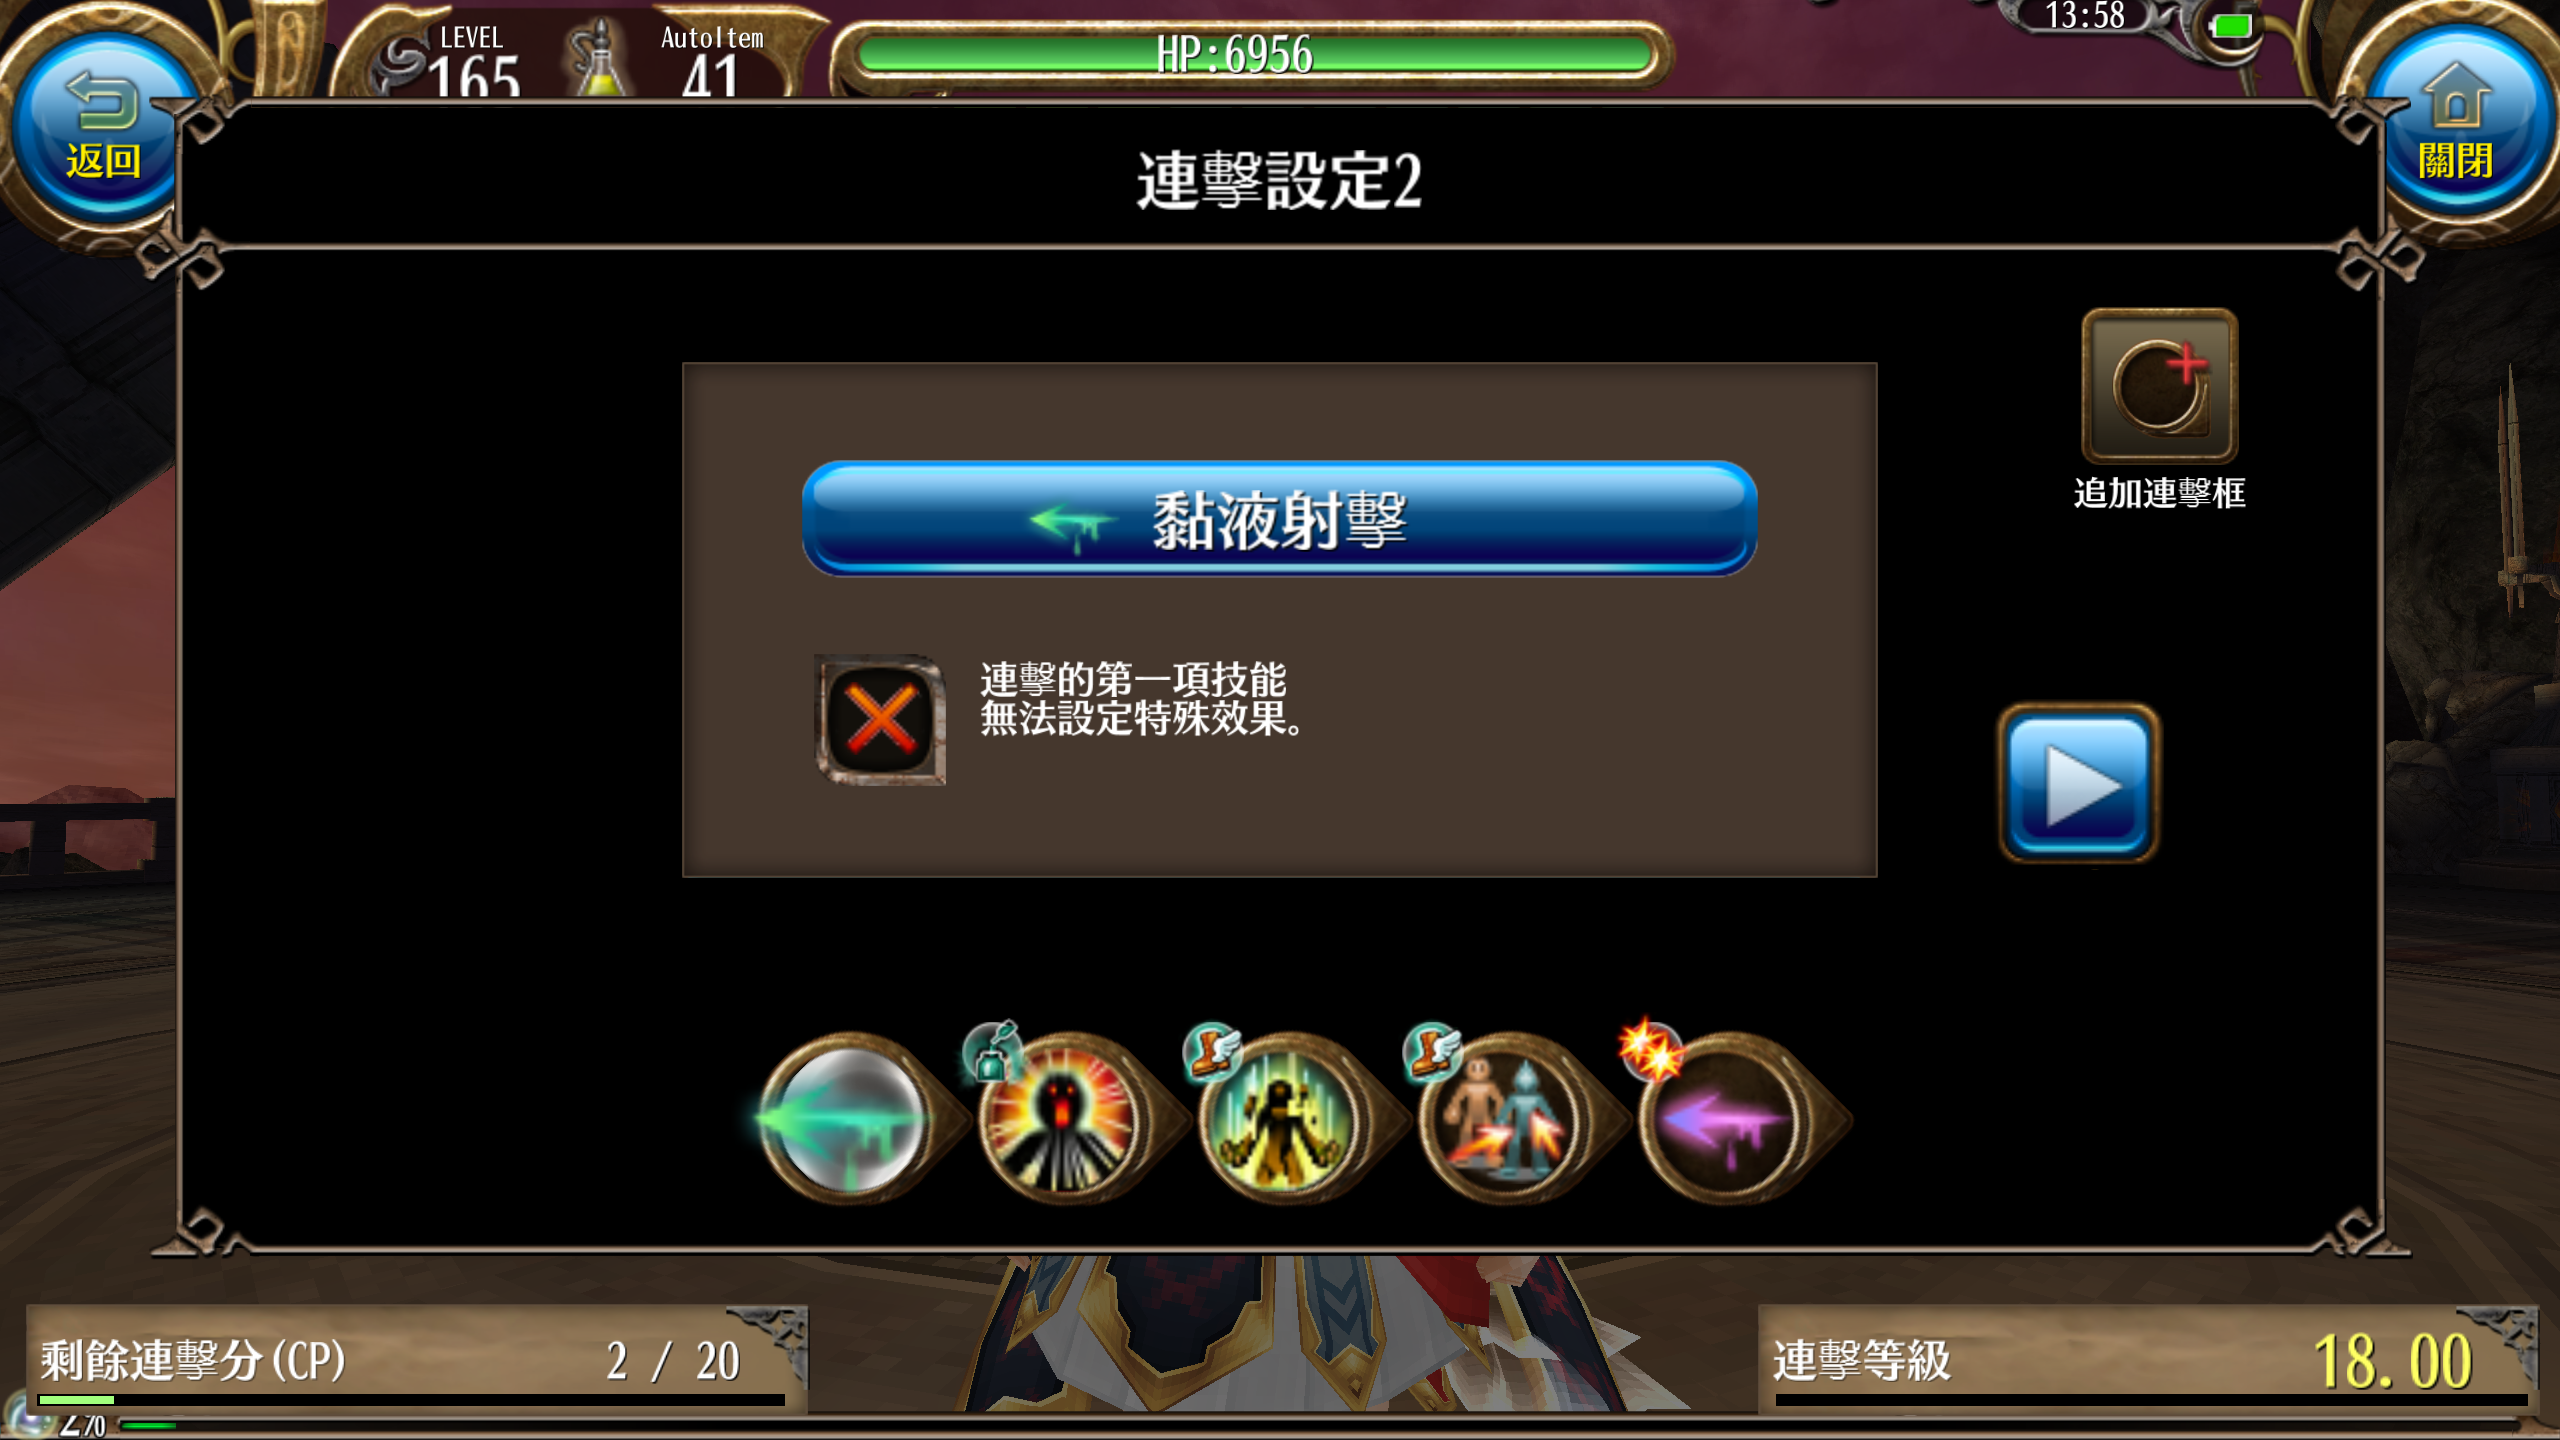 LEVEL
165
AutoItem
41
HP:6956
13:58
返回
關閉
連擊設定2
追加連擊框
黏液射擊
連擊的第一項技能
無法設定特殊效果。
剩餘連擊分(CP) 2 / 20
連擊等級 18.00
2%